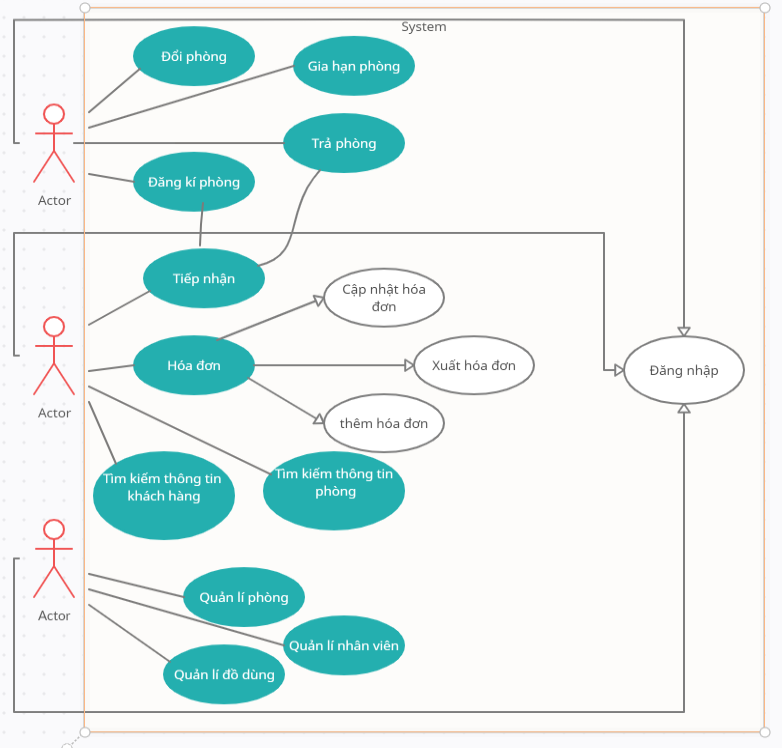 System
Đổi phòng
Gia hạn phòng
Trả phòng
Đăng kí phòng
Actor
Tiếp nhận
Cập nhật hóa
đơn
Hóa đơn
Xuất hóa đơn
Đăng nhập
Actor
thêm hóa đơn
Tìm kiếm thông tin
khách hàng
Tìm kiếm thông tin
phòng
Quản lí phòng
Actor
Quản lí nhân viên
Quản lí đồ dùng